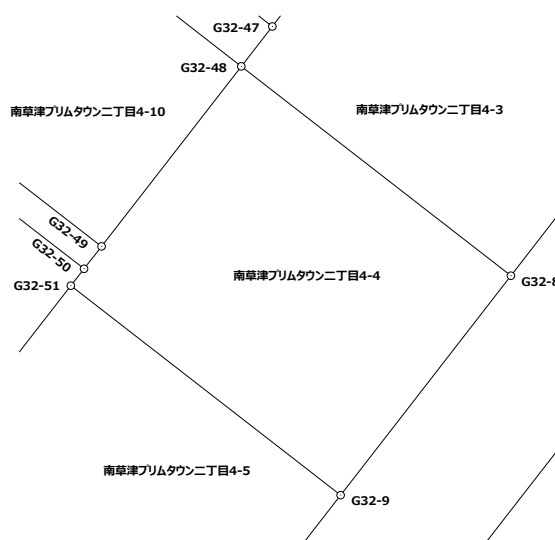 G32-47
G32-48
南草津プリムタウン二丁目4-10
南草津プリムタウン二丁目4-3
G32-49
G32-50
G32-51
南草津プリムタウン二丁目4-4
G32-8
南草津プリムタウン二丁目4-5
G32-9